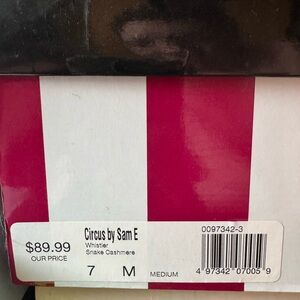 Circus by Sam E
Whistler
Snake Cashmere
$89.99
OUR PRICE
7 M MEDIUM
0097342-3
4 97342 07005 9